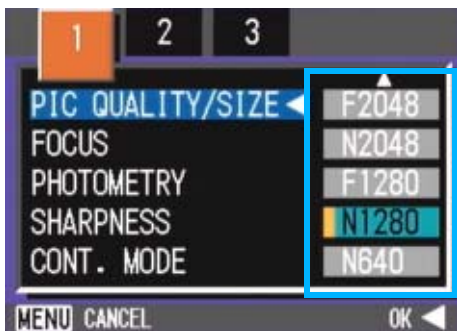 1 2 3
PIC QUALITY/SIZE F2048
FOCUS N2048
PHOTOMETRY F1280
SHARPNESS N1280
CONT. MODE N640
MENU CANCEL OK